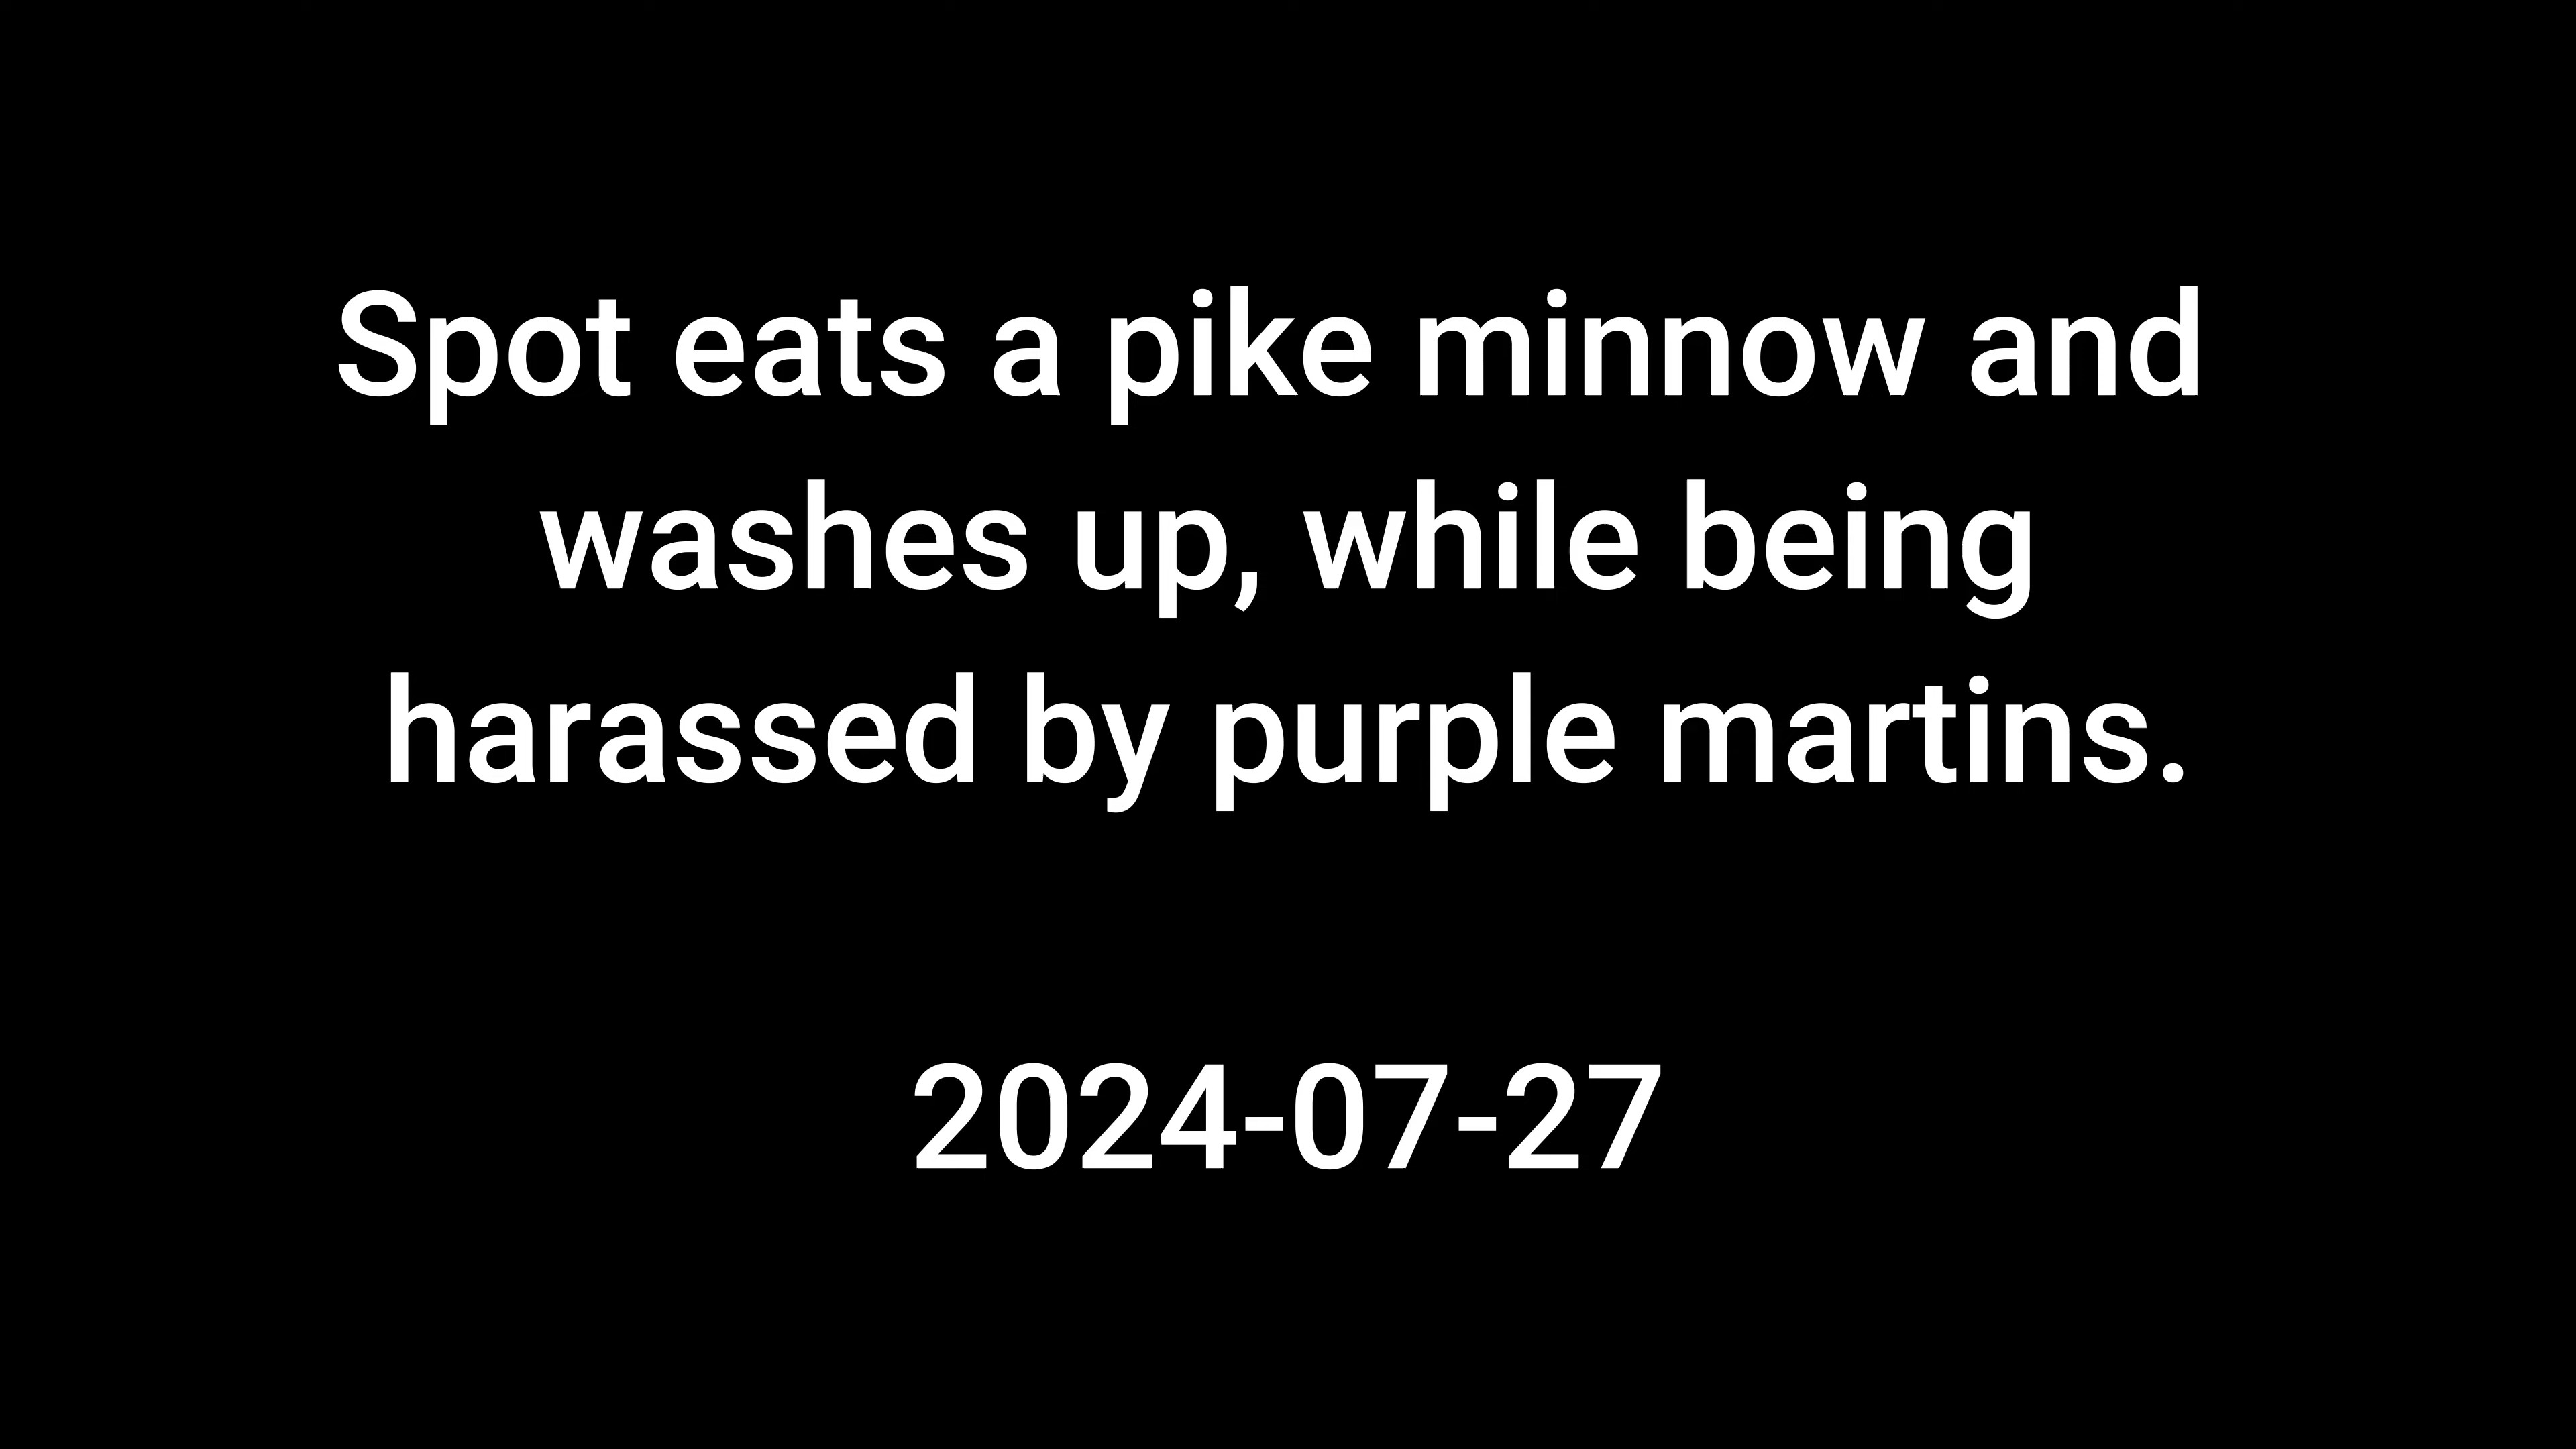 Spot eats a pike minnow and
washes up, while being
harassed by purple martins.
2024-07-27